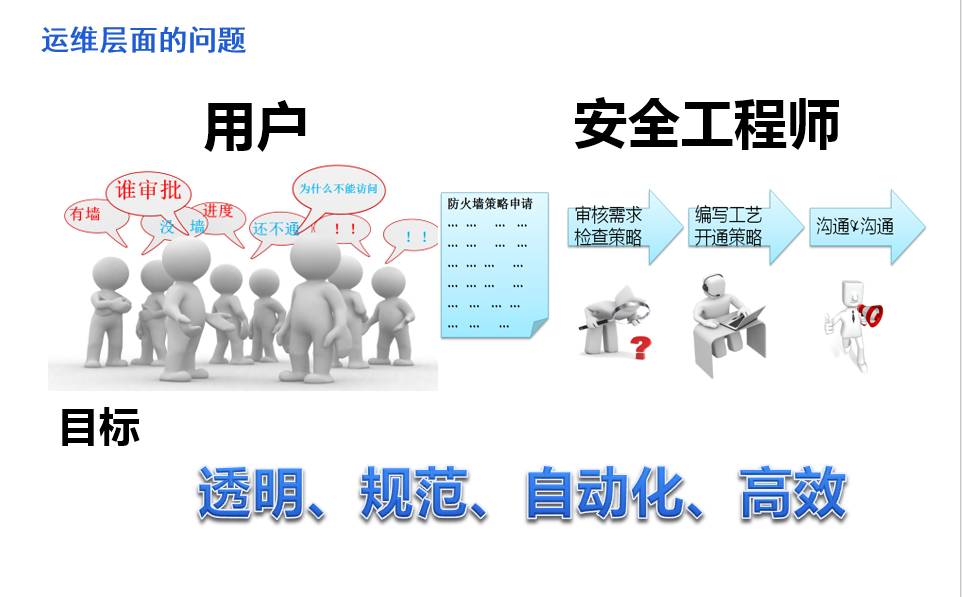 运维层面的问题
用户
安全工程师
谁审批
为什么不能访问
有墙
没 墙
进度
还不通
！！
！！
防火墙策略申请
... ... ... ...
... ... ... ...
... ... ... ...
... ... ... ...
... ... ... ...
... ... ...
审核需求
检查策略
编写工艺
开通策略
沟通&沟通
目标
透明、规范、自动化、高效